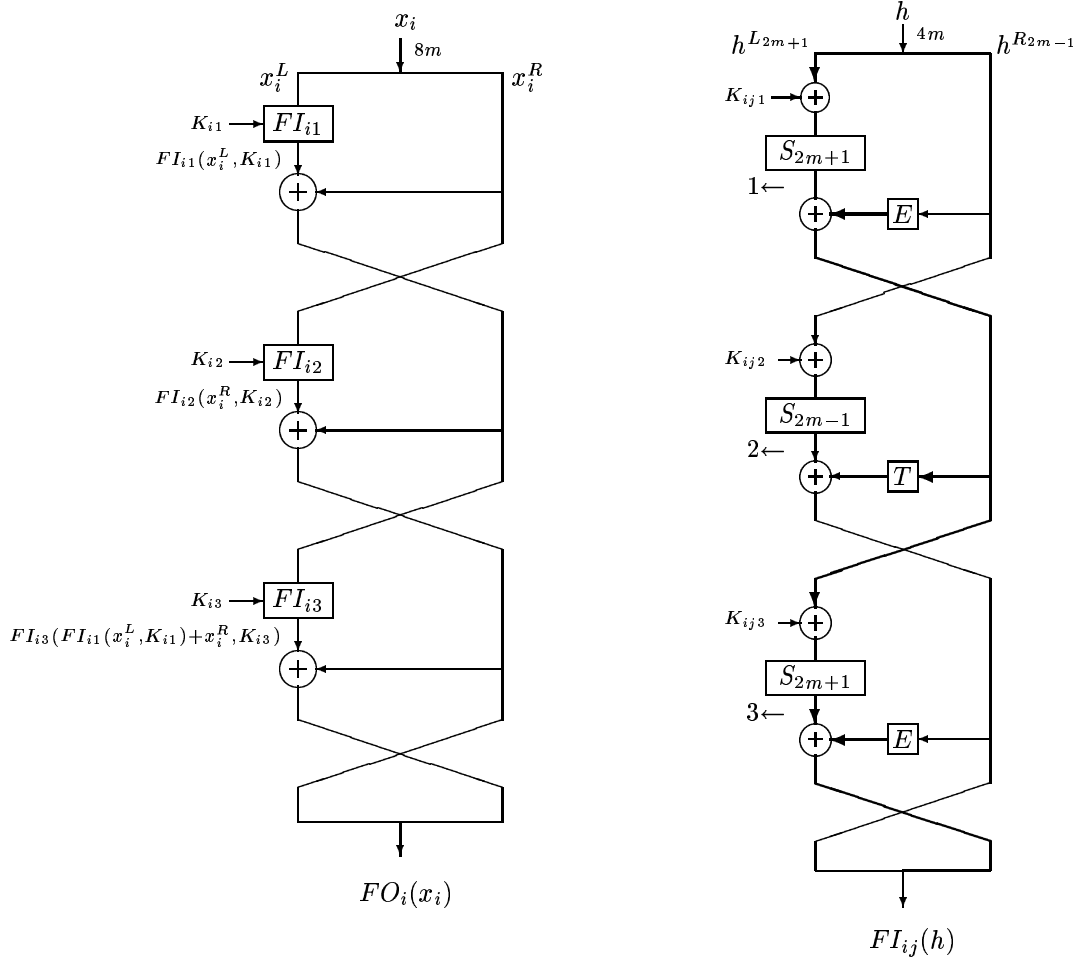 x_i
8m
x_i^L
x_i^R
K_{i1}
FI_{i1}
FI_{i1}(x_i^L,K_{i1})
K_{i2}
FI_{i2}
FI_{i2}(x_i^R,K_{i2})
K_{i3}
FI_{i3}
FI_{i3}(FI_{i1}(x_i^L,K_{i1})+x_i^R,K_{i3})
FO_i(x_i)
h
4m
h^{L_{2m+1}}
h^{R_{2m-1}}
K_{ij1}
S_{2m+1}
1←
E
K_{ij2}
S_{2m-1}
2←
T
K_{ij3}
S_{2m+1}
3←
E
FI_{ij}(h)